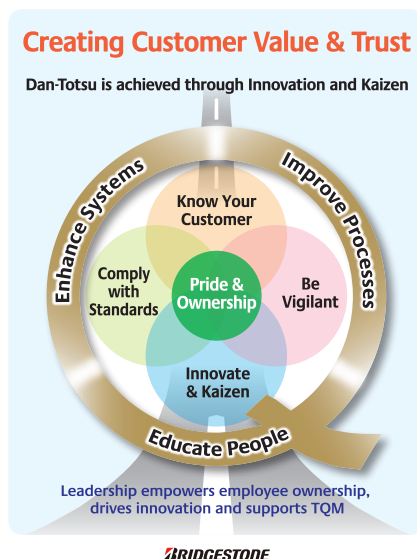 Creating Customer Value & Trust
Dan-Totsu is achieved through Innovation and Kaizen
Enhance Systems
Improve Processes
Know Your
Customer
Comply
with
Standards
Pride &
Ownership
Be
Vigilant
Innovate
& Kaizen
Educate People
Leadership empowers employee ownership,
drives innovation and supports TQM
BRIDGESTONE